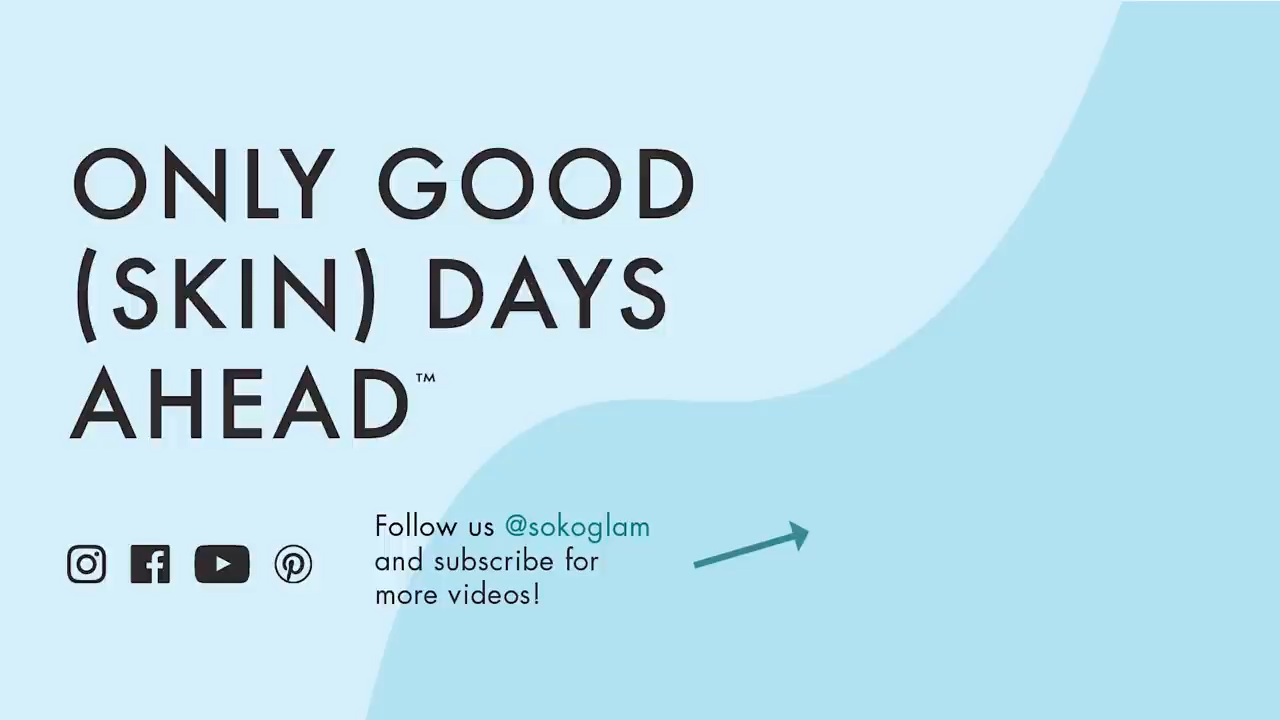 ONLY GOOD
(SKIN) DAYS
AHEAD™
Follow us @sokoglam
and subscribe for
more videos!